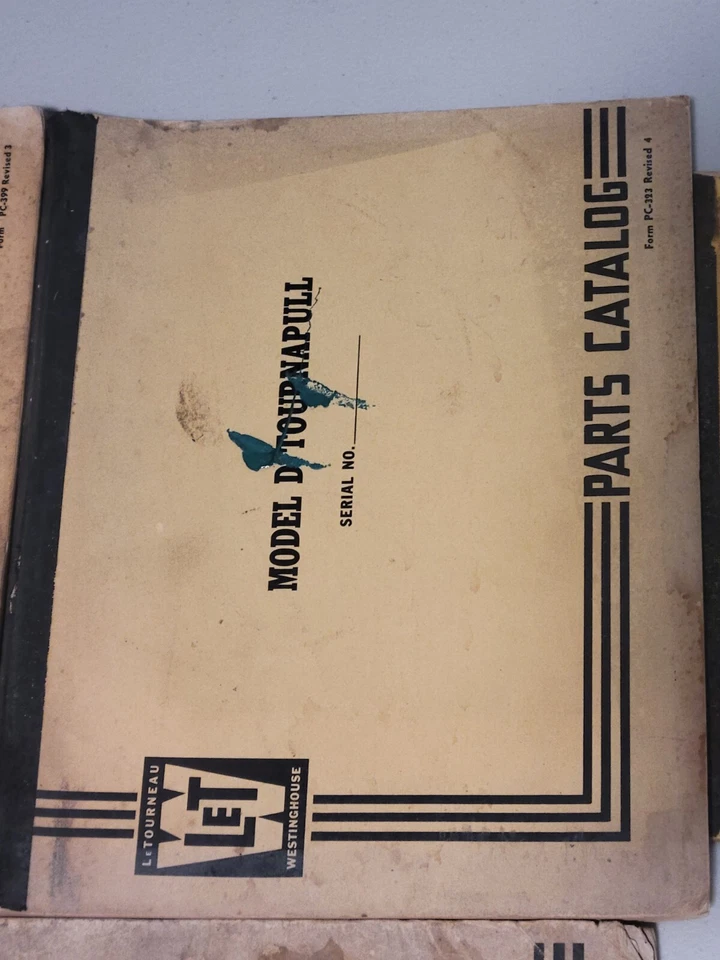 LETOURNEAU
LET
WESTINGHOUSE
MODEL D TOURNAPULL
SERIAL NO.
PARTS CATALOG
Form PC-323 Revised 4
Form PC-399 Revised 3